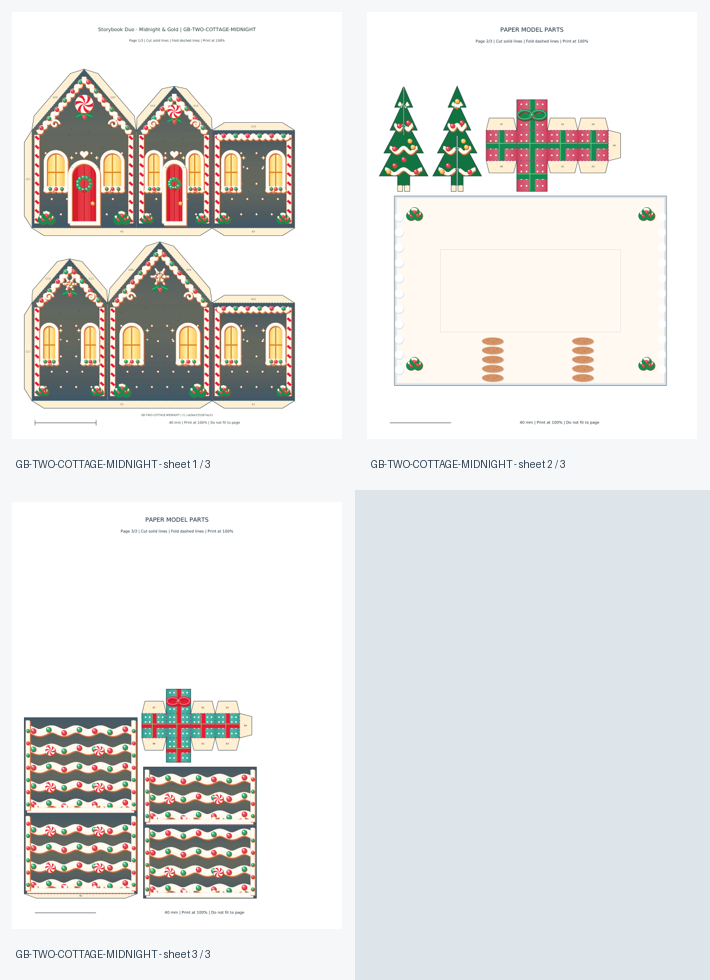 Storybook Duo · Midnight & Gold | GB-TWO-COTTAGE-MIDNIGHT
Page 1/3 | Cut solid lines | Fold dashed lines | Print at 100%
40 mm | Print at 100% | Do not fit to page
GB-TWO-COTTAGE-MIDNIGHT - sheet 1 / 3
PAPER MODEL PARTS
Page 2/3 | Cut solid lines | Fold dashed lines | Print at 100%
40 mm | Print at 100% | Do not fit to page
GB-TWO-COTTAGE-MIDNIGHT - sheet 2 / 3
PAPER MODEL PARTS
Page 3/3 | Cut solid lines | Fold dashed lines | Print at 100%
40 mm | Print at 100% | Do not fit to page
GB-TWO-COTTAGE-MIDNIGHT - sheet 3 / 3